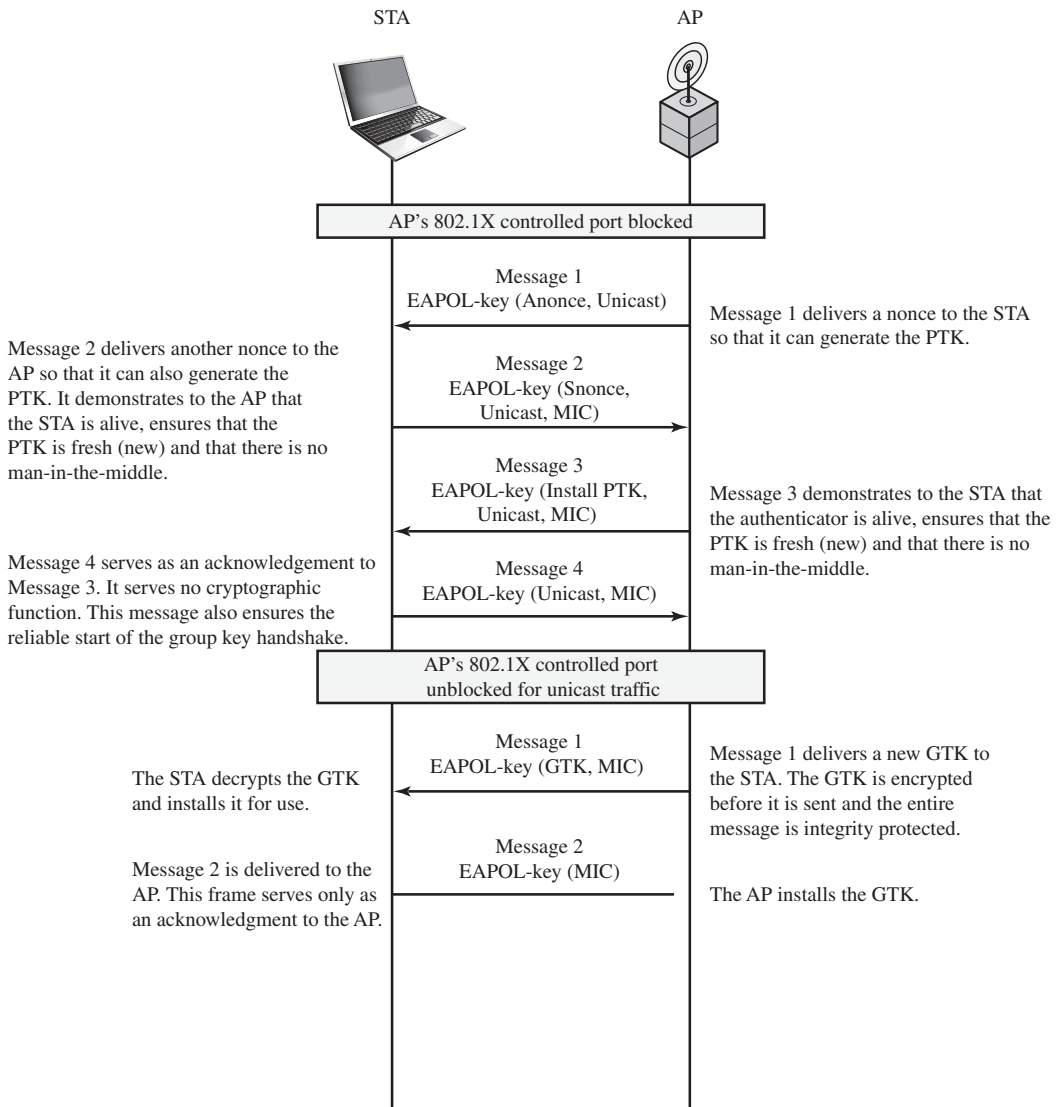 STA
AP
AP's 802.1X controlled port blocked
Message 1
EAPOL-key (Anonce, Unicast)
Message 1 delivers a nonce to the STA
so that it can generate the PTK.
Message 2 delivers another nonce to the
AP so that it can also generate the
PTK. It demonstrates to the AP that
the STA is alive, ensures that the
PTK is fresh (new) and that there is no
man-in-the-middle.
Message 2
EAPOL-key (Snonce,
Unicast, MIC)
Message 3
EAPOL-key (Install PTK,
Unicast, MIC)
Message 3 demonstrates to the STA that
the authenticator is alive, ensures that the
PTK is fresh (new) and that there is no
man-in-the-middle.
Message 4 serves as an acknowledgement to
Message 3. It serves no cryptographic
function. This message also ensures the
reliable start of the group key handshake.
Message 4
EAPOL-key (Unicast, MIC)
AP's 802.1X controlled port
unblocked for unicast traffic
Message 1
EAPOL-key (GTK, MIC)
Message 1 delivers a new GTK to
the STA. The GTK is encrypted
before it is sent and the entire
message is integrity protected.
The STA decrypts the GTK
and installs it for use.
Message 2
EAPOL-key (MIC)
Message 2 is delivered to the
AP. This frame serves only as
an acknowledgment to the AP.
The AP installs the GTK.